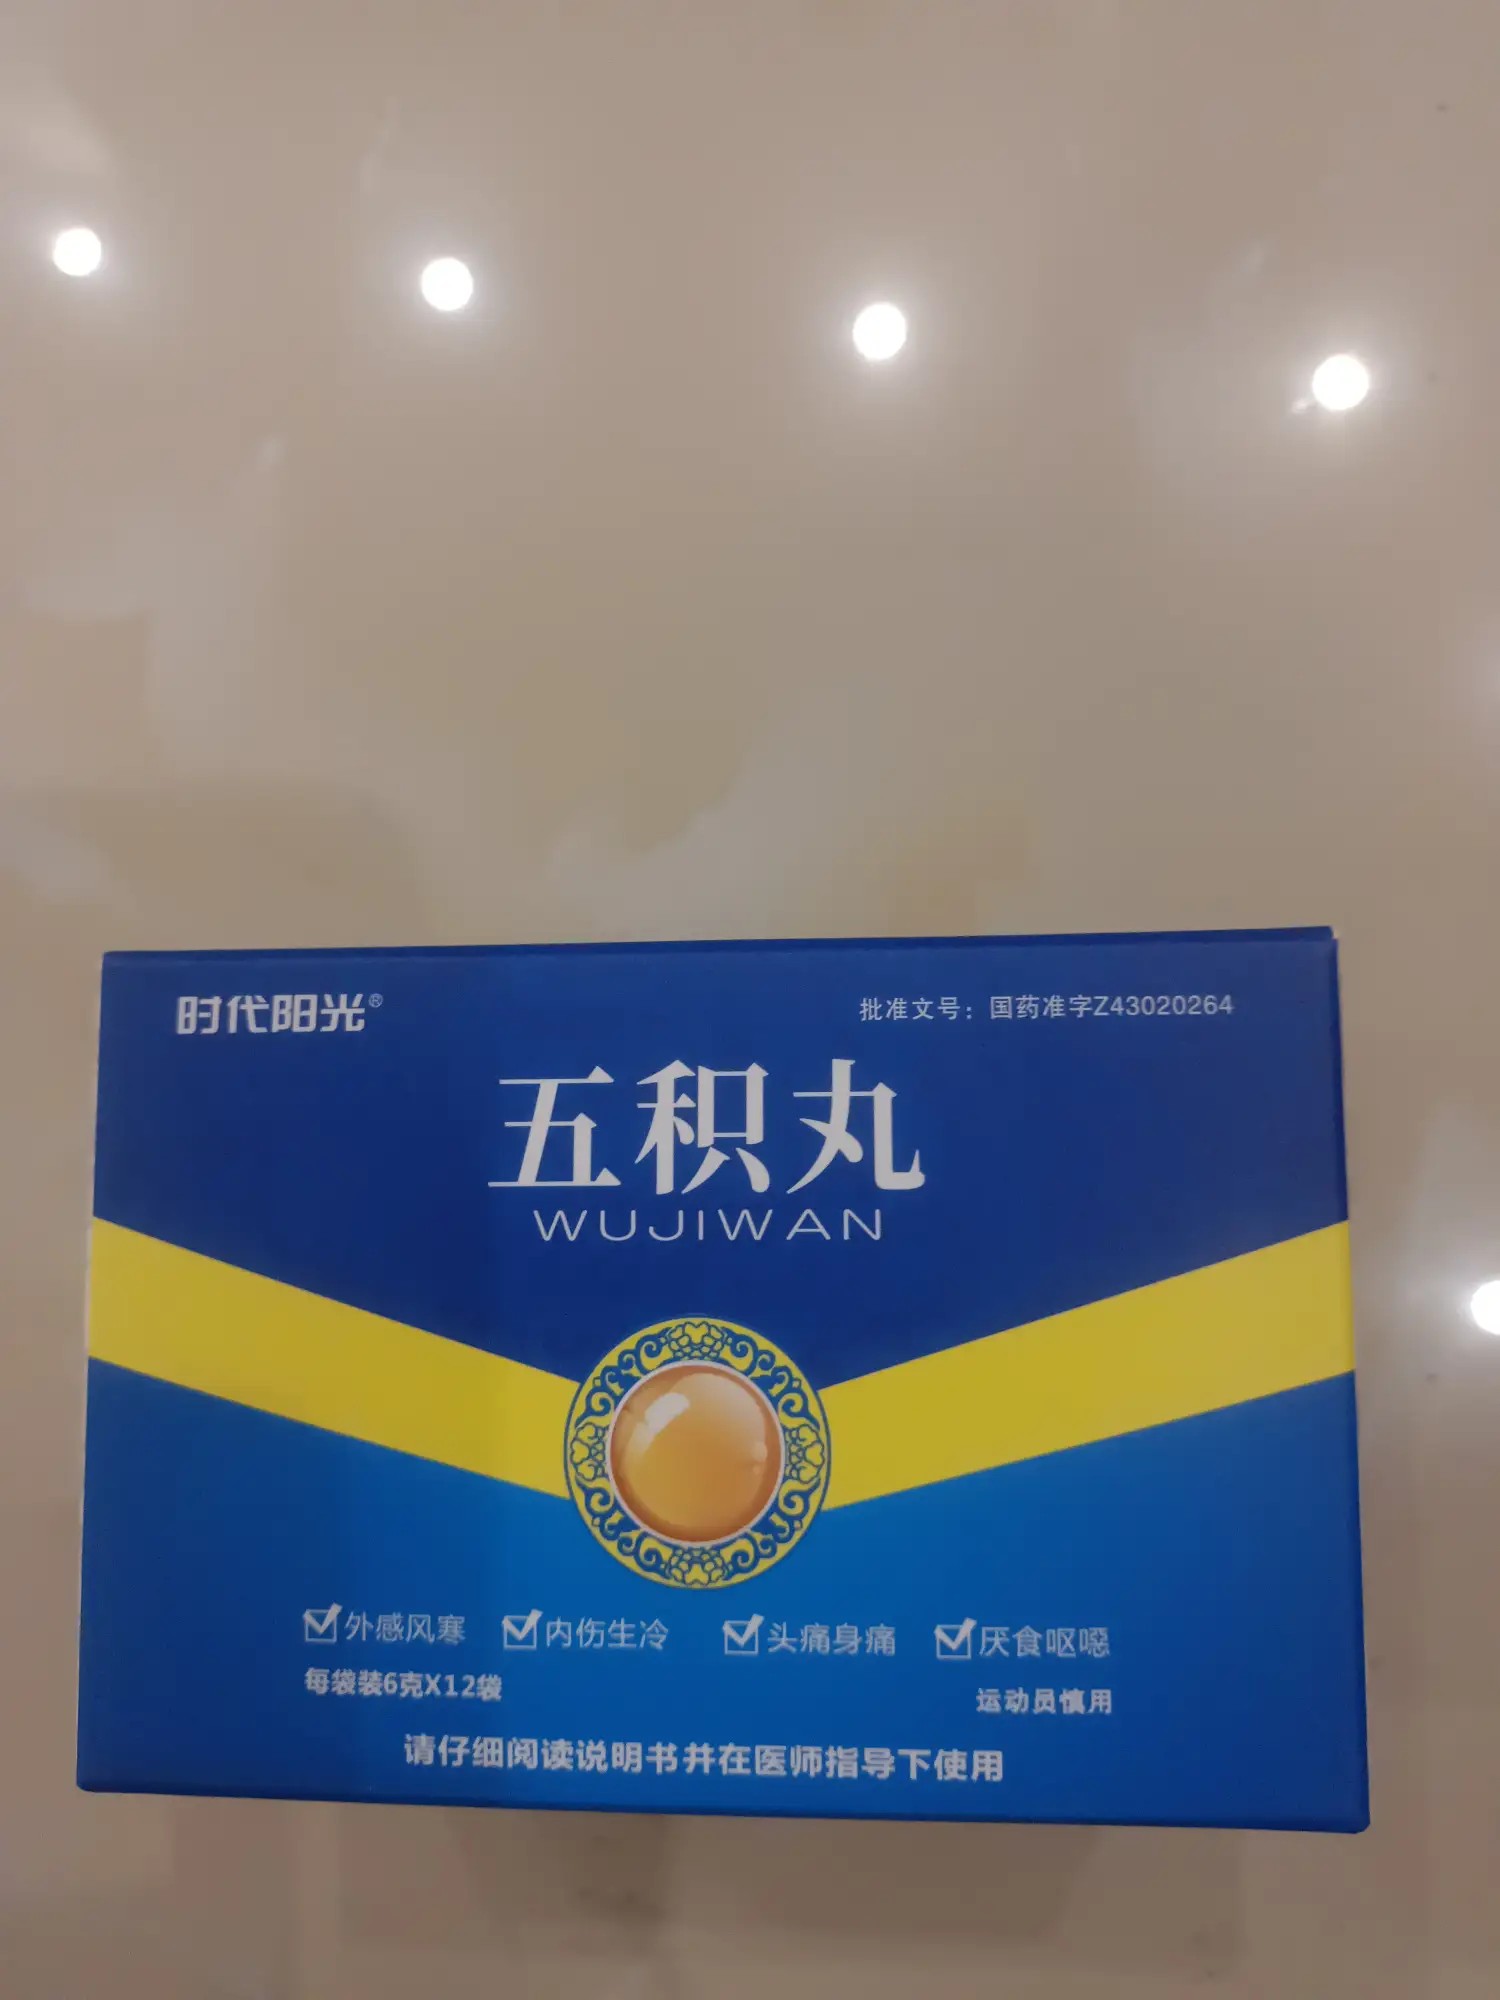 时代阳光®
批准文号：国药准字Z43020264
五积丸
WUJIWAN
外感风寒 内伤生冷 头痛身痛 厌食呕恶
每袋装6克X12袋
运动员慎用
请仔细阅读说明书并在医师指导下使用